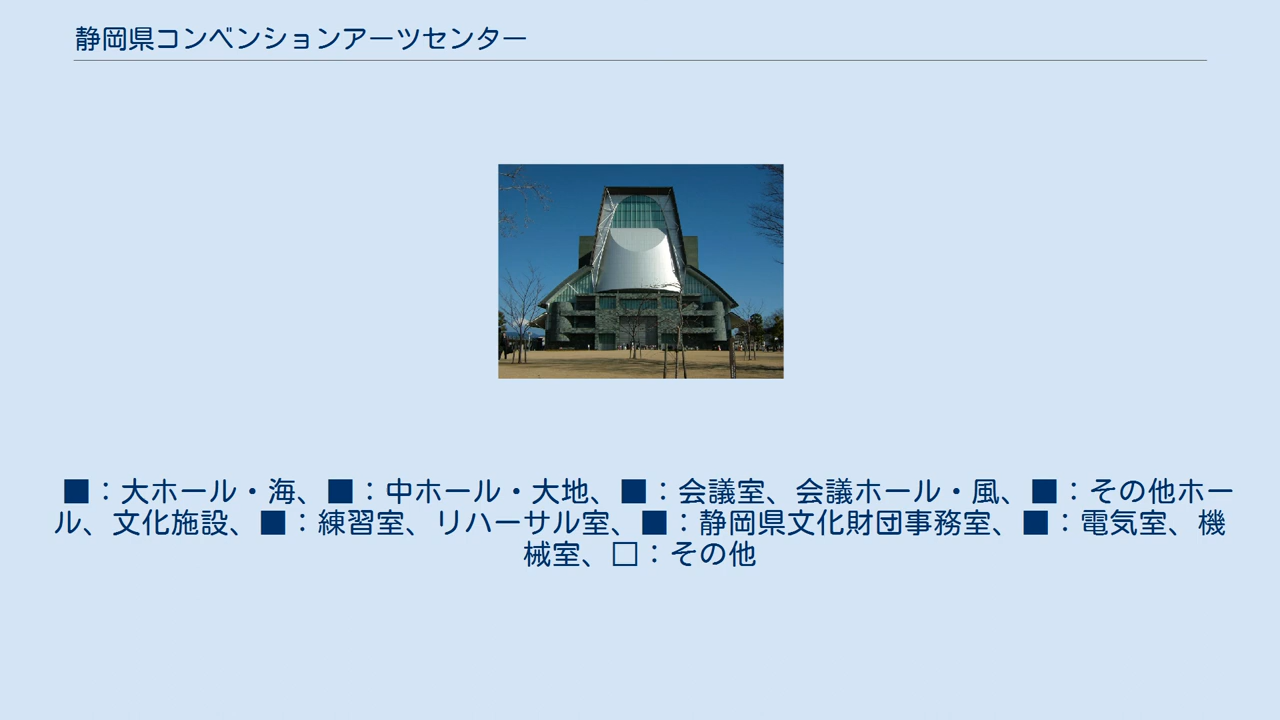 静岡県コンベンションアーツセンター
■：大ホール・海、■：中ホール・大地、■：会議室、会議ホール・風、■：その他ホー
ル、文化施設、■：練習室、リハーサル室、■：静岡県文化財団事務室、■：電気室、機
械室、□：その他